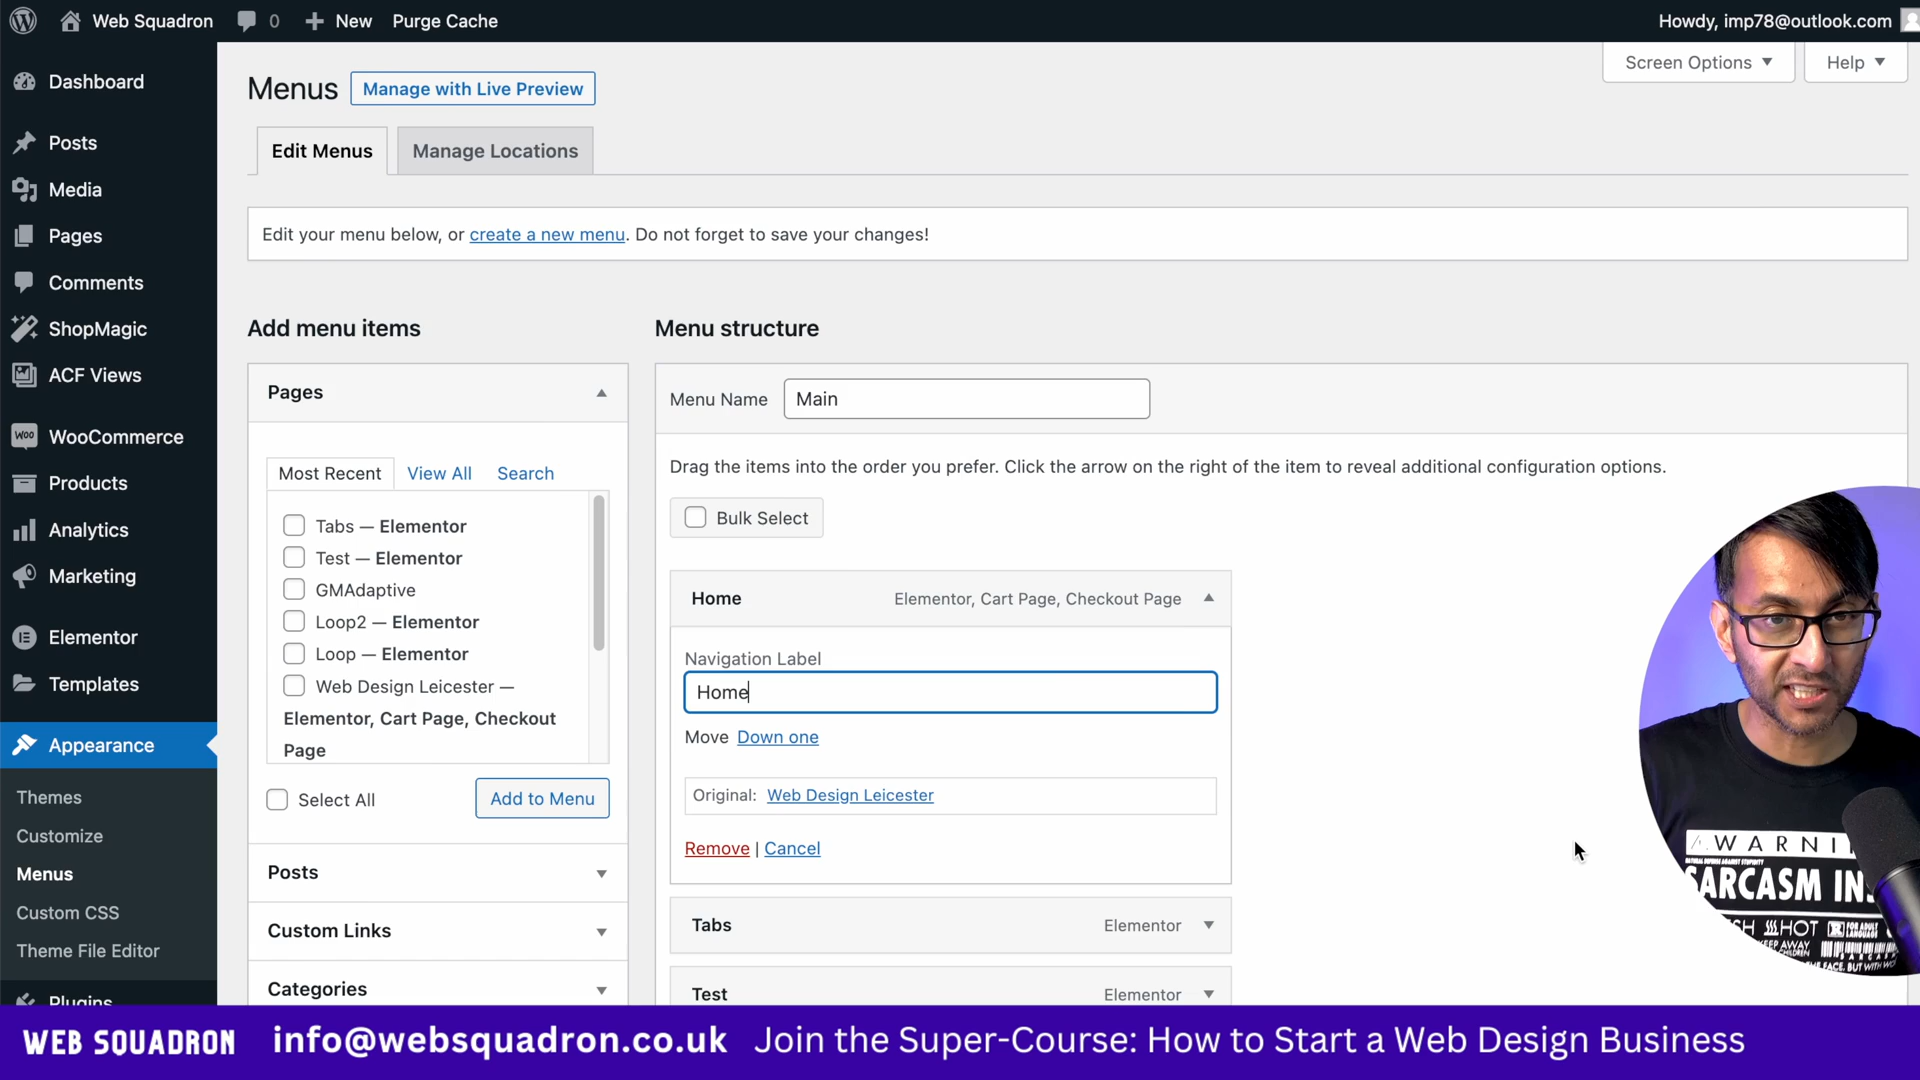 Web Squadron 0 New Purge Cache Howdy, imp78@outlook.com
Screen Options Help
Dashboard
Posts
Media
Pages
Comments
ShopMagic
ACF Views
WooCommerce
Products
Analytics
Marketing
Elementor
Templates
Appearance
Themes
Customize
Menus
Custom CSS
Theme File Editor
Plugins
Menus Manage with Live Preview
Edit Menus Manage Locations
Edit your menu below, or create a new menu. Do not forget to save your changes!
Add menu items
Pages
Most Recent View All Search
Tabs — Elementor
Test — Elementor
GMAdaptive
Loop2 — Elementor
Loop — Elementor
Web Design Leicester —
Elementor, Cart Page, Checkout
Page
Select All Add to Menu
Posts
Custom Links
Categories
Menu structure
Menu Name Main
Drag the items into the order you prefer. Click the arrow on the right of the item to reveal additional configuration options.
Bulk Select
Home Elementor, Cart Page, Checkout Page
Navigation Label
Home
Move Down one
Original: Web Design Leicester
Remove | Cancel
Tabs Elementor
Test Elementor
WARNI
SARCASM IN
HOT
KEEP AWAY
WEB SQUADRON info@websquadron.co.uk Join the Super-Course: How to Start a Web Design Business